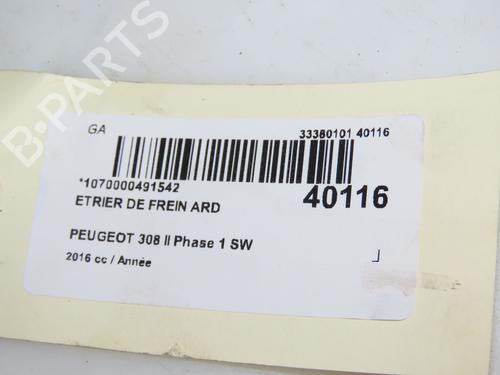 B-PARTS
GA
33380101 40116
*1070000491542
40116
ETRIER DE FREIN ARD
PEUGEOT 308 II Phase 1 SW
2016 cc / Année